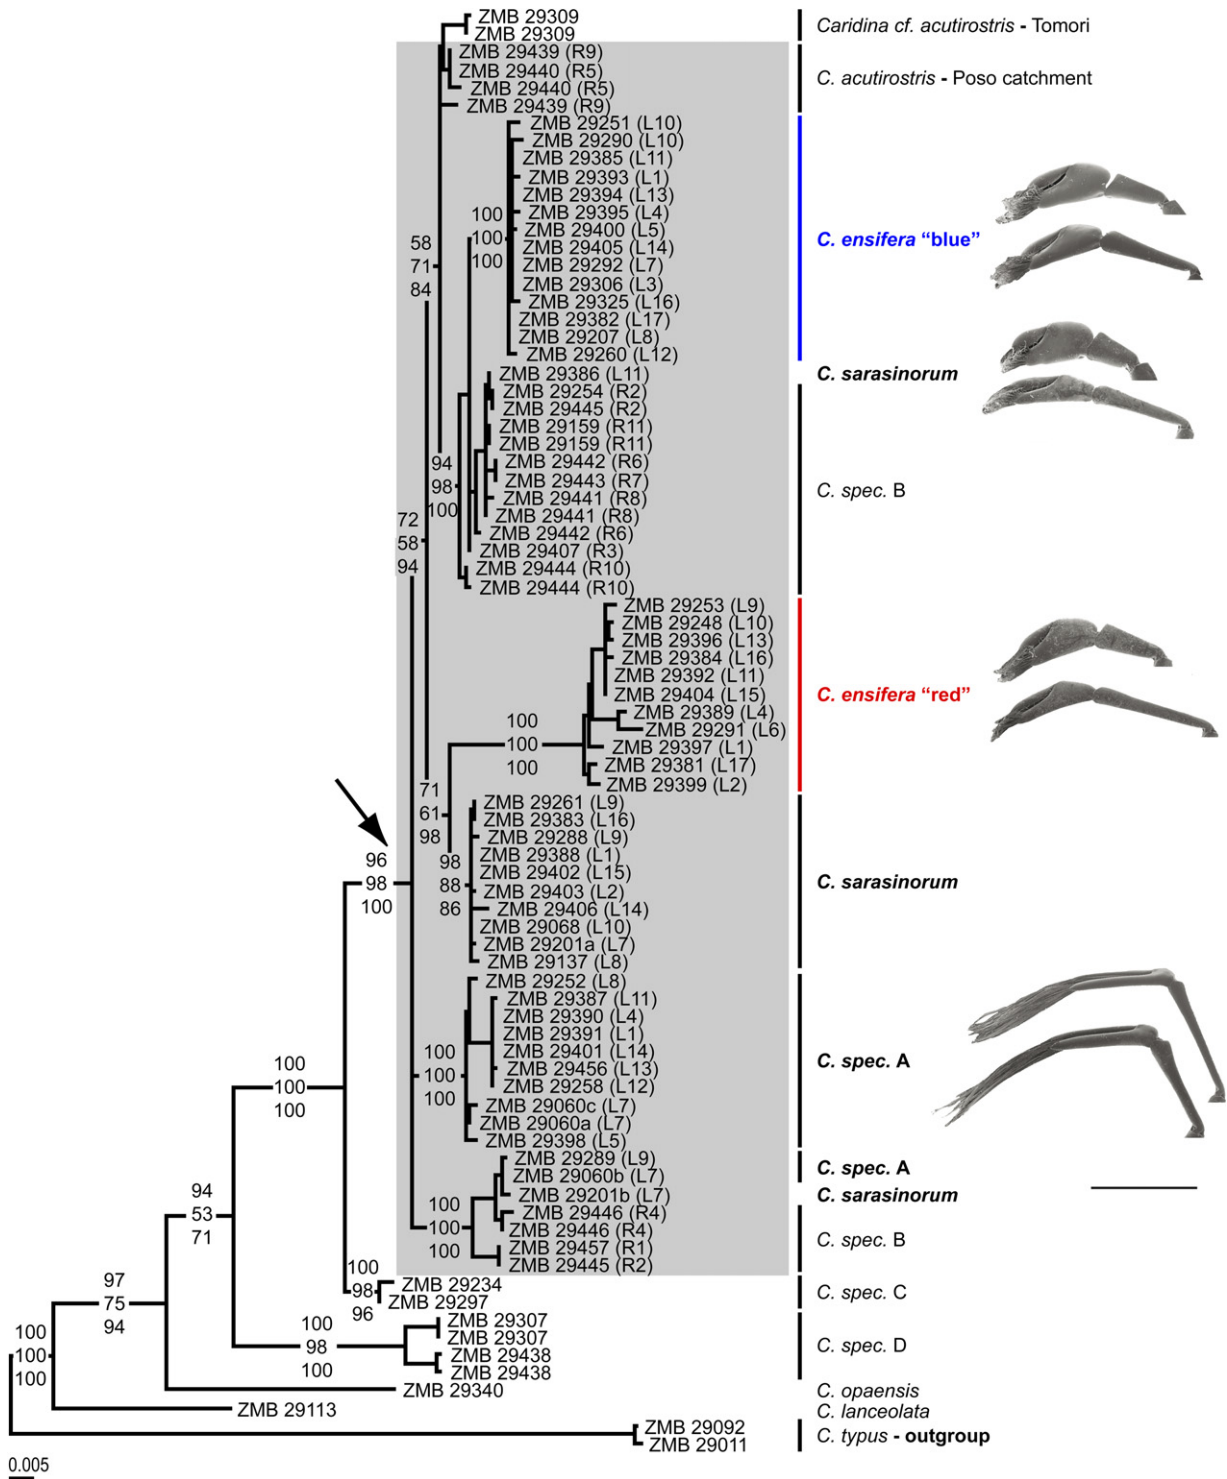 ZMB 29309
ZMB 29309
Caridina cf. acutirostris - Tomori
ZMB 29439 (R9)
ZMB 29440 (R5)
ZMB 29440 (R5)
ZMB 29439 (R9)
C. acutirostris - Poso catchment
ZMB 29251 (L10)
ZMB 29290 (L10)
ZMB 29385 (L11)
ZMB 29393 (L1)
ZMB 29394 (L13)
ZMB 29395 (L4)
ZMB 29400 (L5)
ZMB 29405 (L14)
ZMB 29292 (L7)
ZMB 29306 (L3)
ZMB 29325 (L16)
ZMB 29382 (L17)
ZMB 29207 (L8)
ZMB 29260 (L12)
100
100
100
C. ensifera “blue”
58
71
84
ZMB 29386 (L11)
C. sarasinorum
ZMB 29254 (R2)
ZMB 29445 (R2)
ZMB 29159 (R11)
ZMB 29159 (R11)
ZMB 29442 (R6)
ZMB 29443 (R7)
ZMB 29441 (R8)
ZMB 29441 (R8)
ZMB 29442 (R6)
ZMB 29407 (R3)
ZMB 29444 (R10)
ZMB 29444 (R10)
C. spec. B
94
98
100
72
58
94
ZMB 29253 (L9)
ZMB 29248 (L10)
ZMB 29396 (L13)
ZMB 29384 (L16)
ZMB 29392 (L11)
ZMB 29404 (L15)
ZMB 29389 (L4)
ZMB 29291 (L6)
ZMB 29397 (L1)
ZMB 29381 (L17)
ZMB 29399 (L2)
C. ensifera “red”
100
100
100
71
61
98
ZMB 29261 (L9)
ZMB 29383 (L16)
ZMB 29288 (L9)
ZMB 29388 (L1)
ZMB 29402 (L15)
ZMB 29403 (L2)
ZMB 29406 (L14)
ZMB 29068 (L10)
ZMB 29201a (L7)
ZMB 29137 (L8)
C. sarasinorum
98
88
86
96
98
100
ZMB 29252 (L8)
ZMB 29387 (L11)
ZMB 29390 (L4)
ZMB 29391 (L1)
ZMB 29401 (L14)
ZMB 29456 (L13)
ZMB 29258 (L12)
ZMB 29060c (L7)
ZMB 29060a (L7)
ZMB 29398 (L5)
C. spec. A
100
100
100
100
100
100
ZMB 29289 (L9)
ZMB 29060b (L7)
C. spec. A
ZMB 29201b (L7)
C. sarasinorum
ZMB 29446 (R4)
ZMB 29446 (R4)
ZMB 29457 (R1)
ZMB 29445 (R2)
C. spec. B
100
100
100
94
53
71
100
98
96
ZMB 29234
ZMB 29297
C. spec. C
97
75
94
100
98
100
ZMB 29307
ZMB 29307
ZMB 29438
ZMB 29438
C. spec. D
100
100
100
ZMB 29340
C. opaensis
ZMB 29113
C. lanceolata
ZMB 29092
ZMB 29011
C. typus - outgroup
0.005